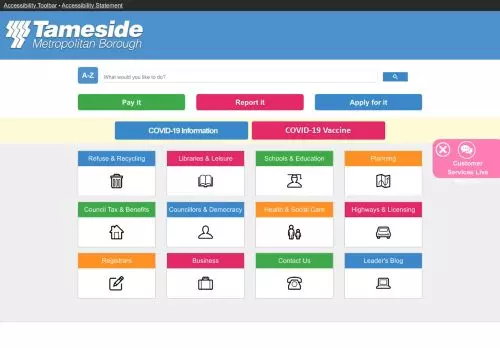 Accessibility Toolbar • Accessibility Statement
Tameside
Metropolitan Borough
A-Z
What would you like to do?
Pay it
Report it
Apply for it
COVID-19 Information
COVID-19 Vaccine
Refuse & Recycling
Libraries & Leisure
Schools & Education
Planning
Customer
Services Live
Council Tax & Benefits
Councillors & Democracy
Health & Social Care
Highways & Licensing
Registrars
Business
Contact Us
Leader's Blog